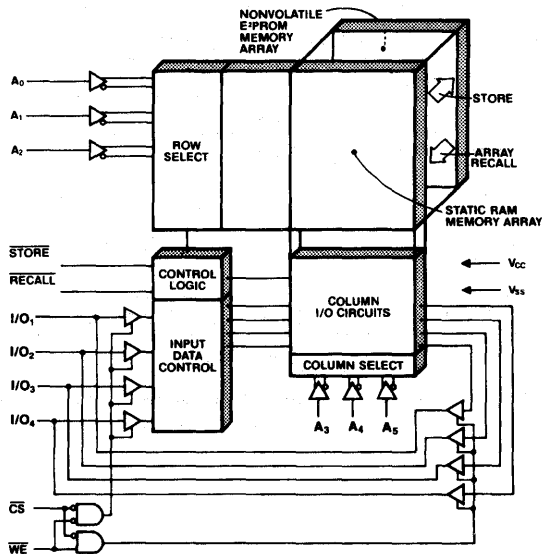 NONVOLATILE
E²PROM
MEMORY
ARRAY
A₀
A₁
A₂
ROW
SELECT
STORE
ARRAY
RECALL
STATIC RAM
MEMORY ARRAY
STORE
RECALL
CONTROL
LOGIC
VCC
VSS
COLUMN
I/O CIRCUITS
I/O₁
I/O₂
I/O₃
I/O₄
INPUT
DATA
CONTROL
COLUMN SELECT
A₃ A₄ A₅
CS
WE